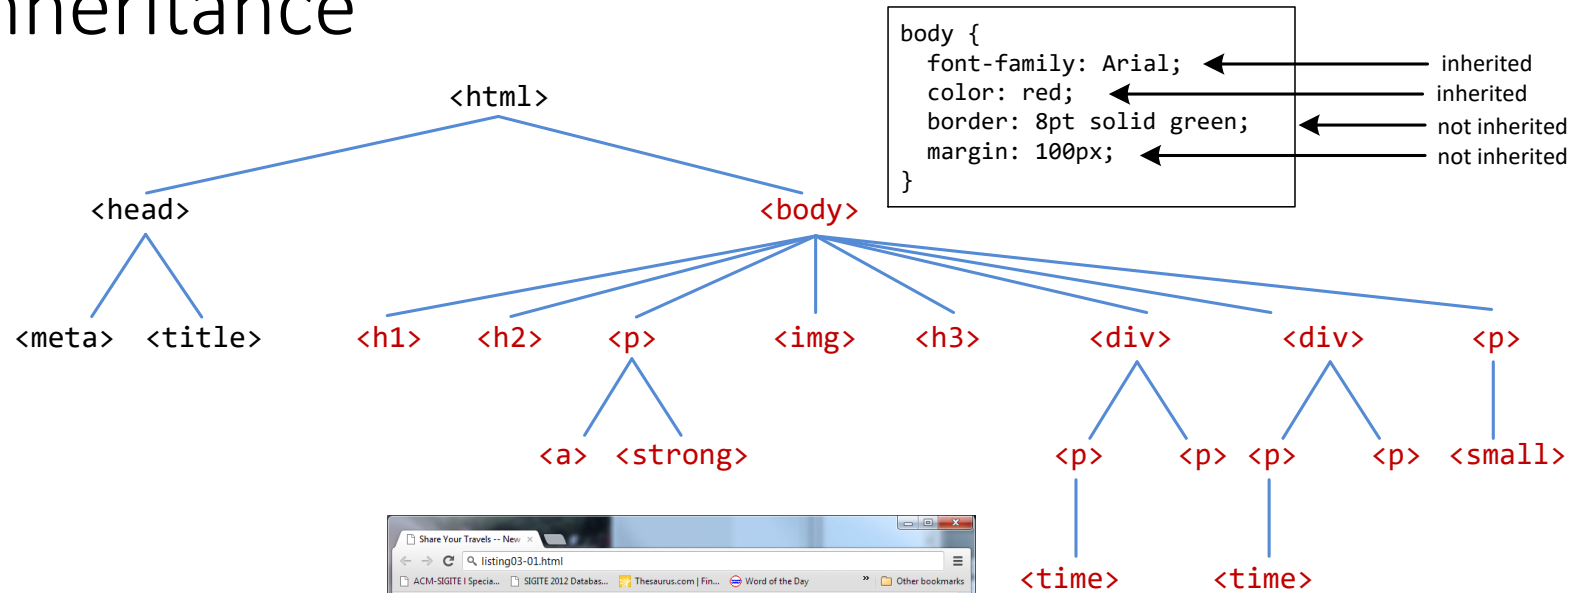 nheritance
body {
font-family: Arial;
color: red;
border: 8pt solid green;
margin: 100px;
}
inherited
inherited
not inherited
not inherited
<html>
<head> <body>
<meta> <title> <h1> <h2> <p> <img> <h3> <div> <div> <p>
<a> <strong> <p> <p> <p> <p> <small>
<time> <time>
Share Your Travels -- New
listing03-01.html
ACM-SIGITE I Specia... SIGITE 2012 Databas... Thesaurus.com | Fin... Word of the Day » Other bookmarks